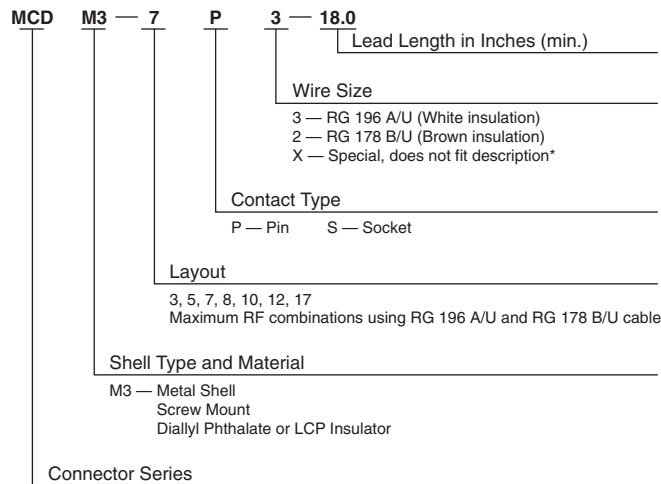 MCD M3 — 7 P 3 — 18.0
Lead Length in Inches (min.)
Wire Size
3 — RG 196 A/U (White insulation)
2 — RG 178 B/U (Brown insulation)
X — Special, does not fit description*
Contact Type
P — Pin S — Socket
Layout
3, 5, 7, 8, 10, 12, 17
Maximum RF combinations using RG 196 A/U and RG 178 B/U cable
Shell Type and Material
M3 — Metal Shell
Screw Mount
Diallyl Phthalate or LCP Insulator
Connector Series